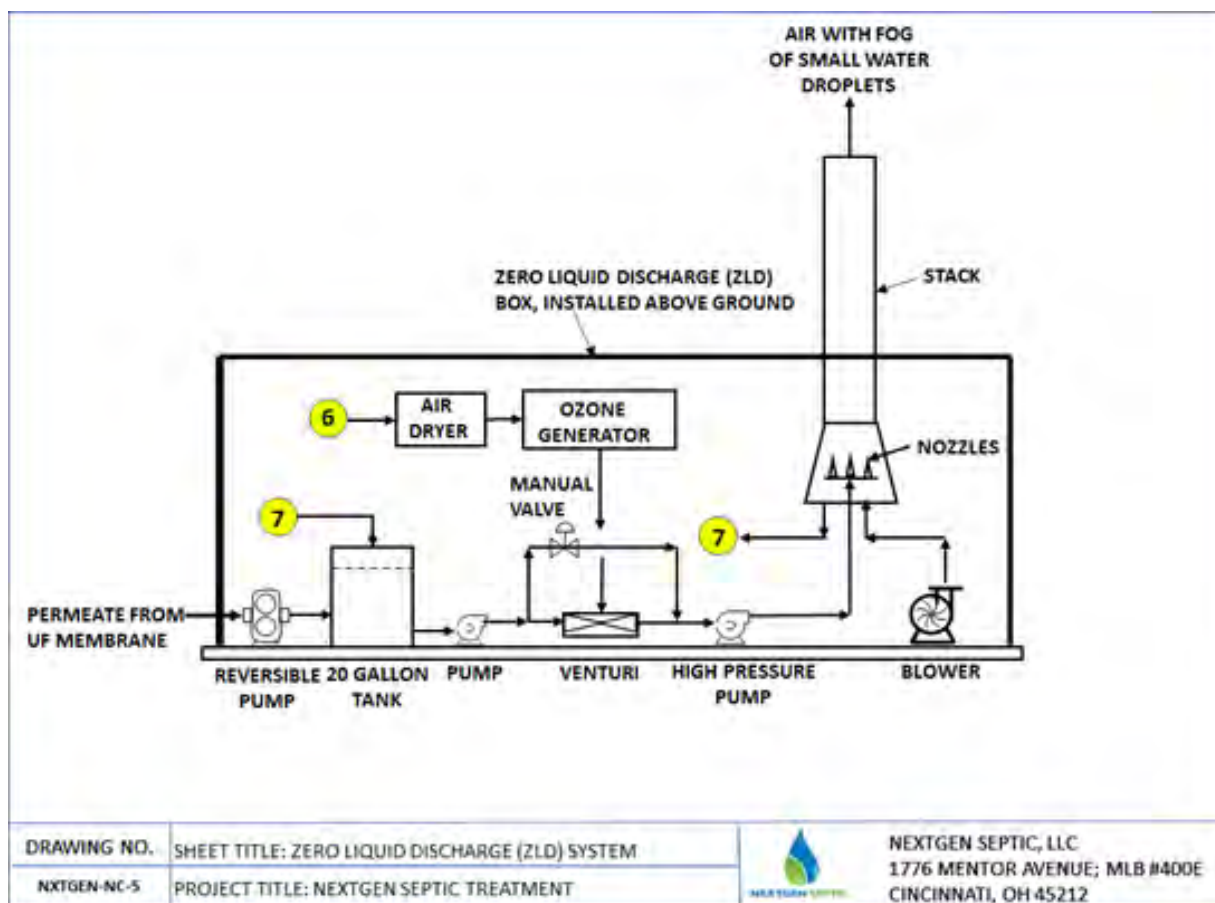 AIR WITH FOG
OF SMALL WATER
DROPLETS
ZERO LIQUID DISCHARGE (ZLD)
BOX, INSTALLED ABOVE GROUND
STACK
6
AIR
DRYER
OZONE
GENERATOR
NOZZLES
MANUAL
VALVE
7
7
PERMEATE FROM
UF MEMBRANE
REVERSIBLE
PUMP
20 GALLON
TANK
PUMP
VENTURI
HIGH PRESSURE
PUMP
BLOWER
DRAWING NO.
SHEET TITLE: ZERO LIQUID DISCHARGE (ZLD) SYSTEM
NXTGEN-NC-5
PROJECT TITLE: NEXTGEN SEPTIC TREATMENT
NEXTGEN SEPTIC
NEXTGEN SEPTIC, LLC
1776 MENTOR AVENUE; MLB #400E
CINCINNATI, OH 45212